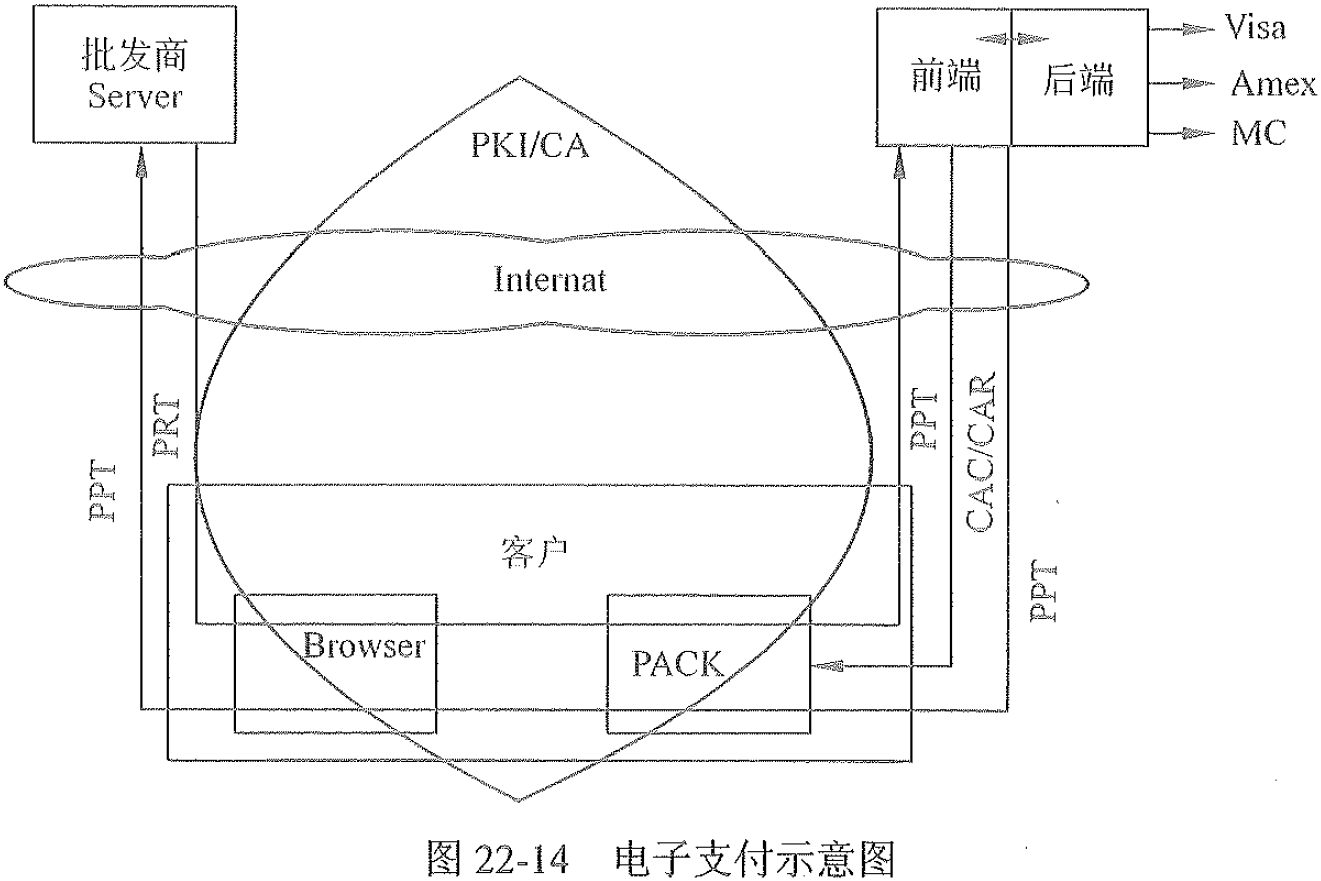 批发商
Server
前端
后端
Visa
Amex
MC
PKI/CA
Internat
PRT
PPT
PPT
CAC/CAR
PPT
客户
Browser
PACK
图 22-14 电子支付示意图